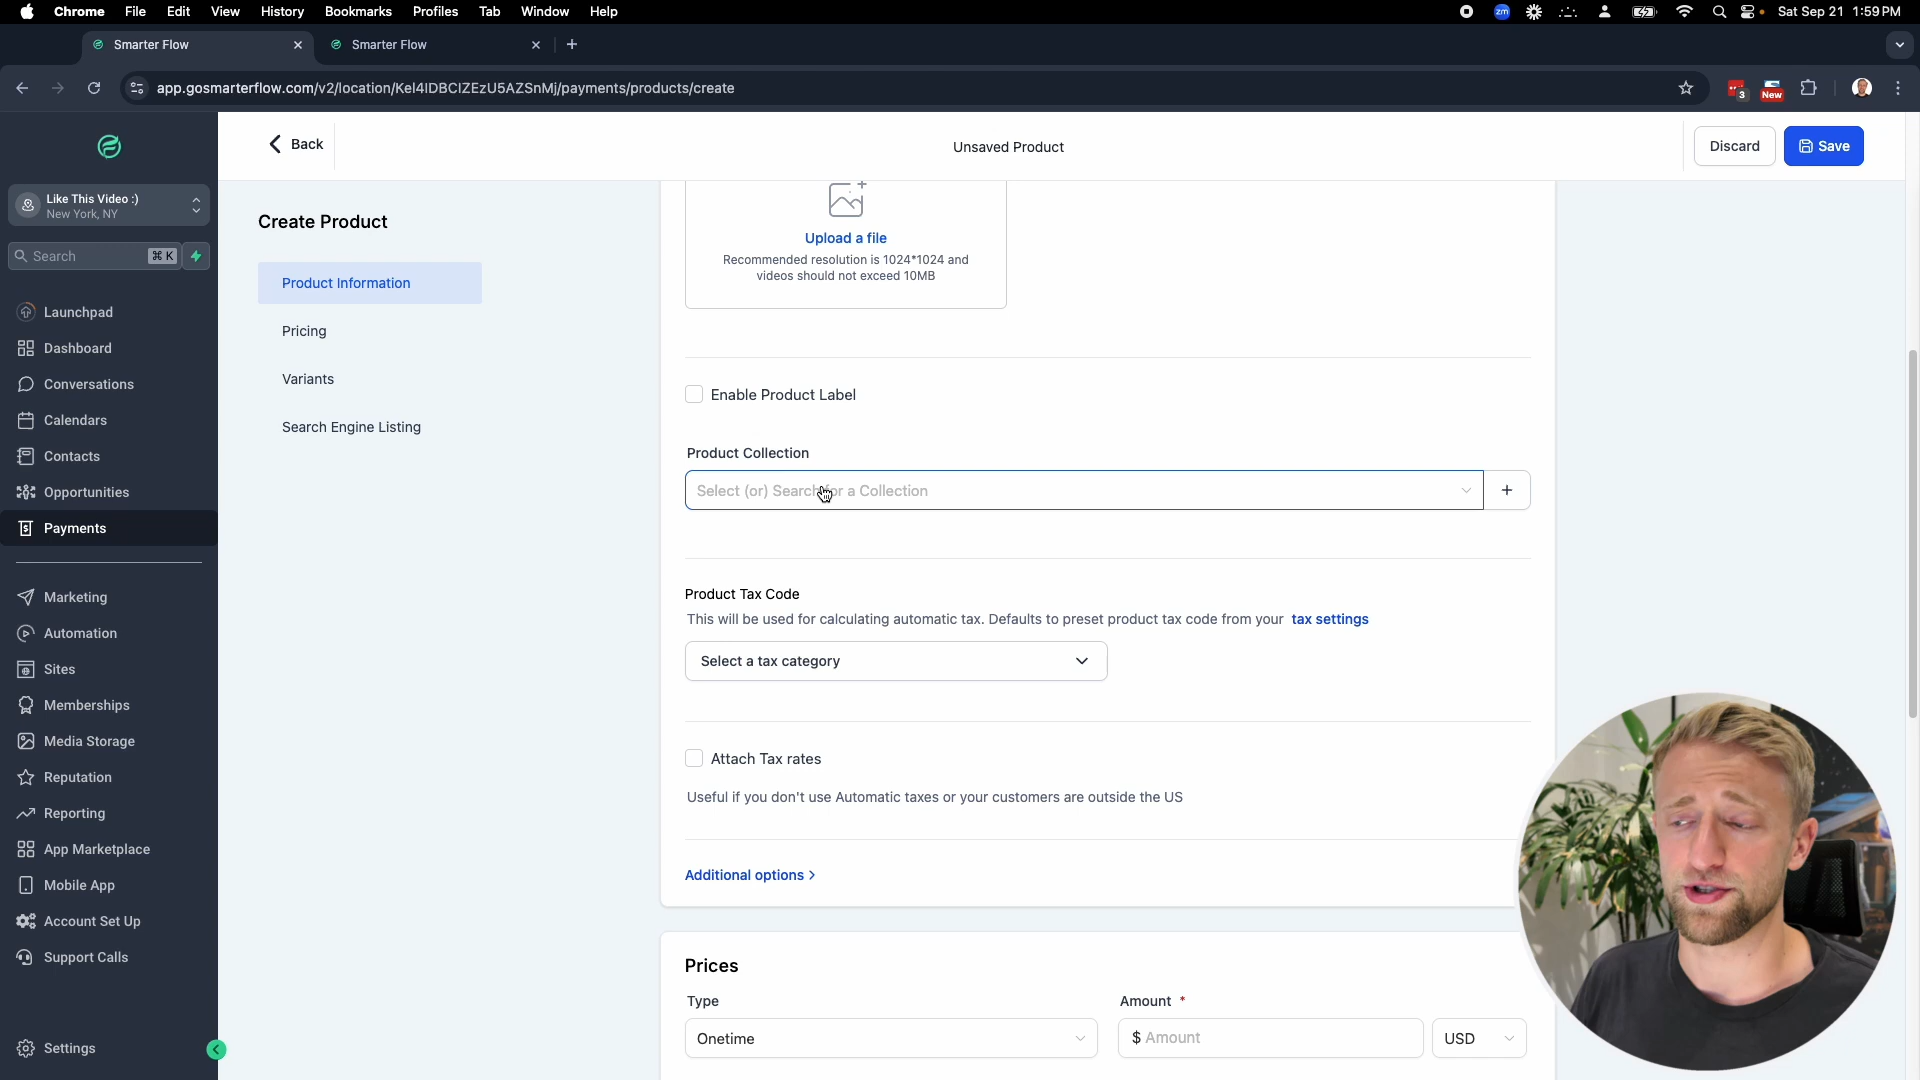 Chrome File Edit View History Bookmarks Profiles Tab Window Help
zm
Sat Sep 21 1:59 PM
Smarter Flow
Smarter Flow
app.gosmarterflow.com/v2/location/Kel4IDBCIZEzU5AZSnMj/payments/products/create
3
New
Like This Video :)
New York, NY
Search
⌘ K
Launchpad
Dashboard
Conversations
Calendars
Contacts
Opportunities
Payments
Marketing
Automation
Sites
Memberships
Media Storage
Reputation
Reporting
App Marketplace
Mobile App
Account Set Up
Support Calls
Settings
Back
Unsaved Product
Discard
Save
Create Product
Product Information
Pricing
Variants
Search Engine Listing
Upload a file
Recommended resolution is 1024*1024 and
videos should not exceed 10MB
Enable Product Label
Product Collection
Select (or) Search for a Collection
+
Product Tax Code
This will be used for calculating automatic tax. Defaults to preset product tax code from your tax settings
Select a tax category
Attach Tax rates
Useful if you don't use Automatic taxes or your customers are outside the US
Additional options >
Prices
Type
Amount *
Onetime
$ Amount
USD